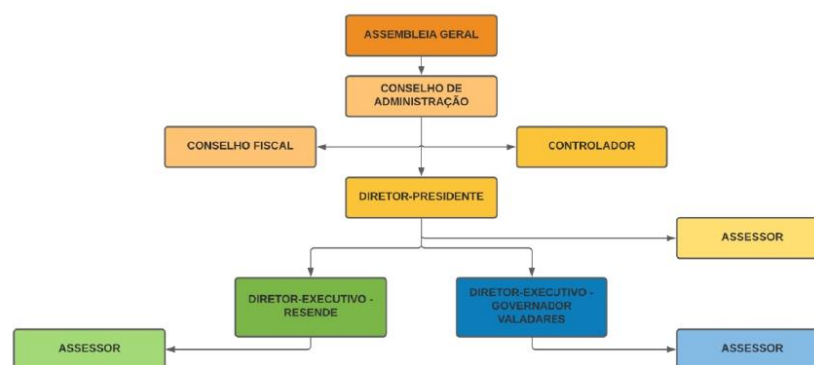 ASSEMBLEIA GERAL
CONSELHO DE
ADMINISTRAÇÃO
CONSELHO FISCAL
CONTROLADOR
DIRETOR-PRESIDENTE
ASSESSOR
DIRETOR-EXECUTIVO -
RESENDE
DIRETOR-EXECUTIVO -
GOVERNADOR
VALADARES
ASSESSOR
ASSESSOR